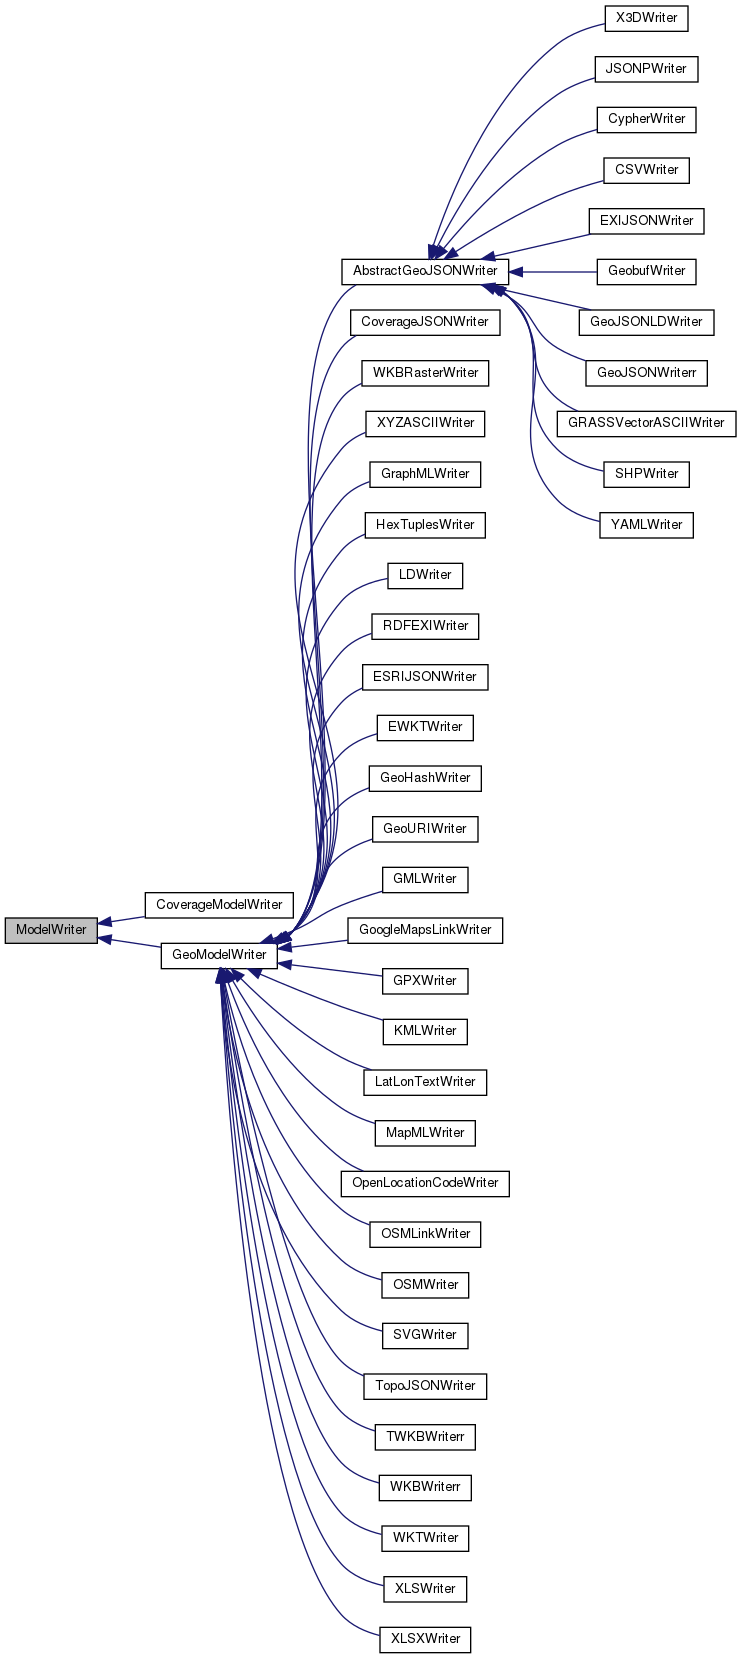 X3DWriter
JSONPWriter
CypherWriter
CSVWriter
EXIJSONWriter
AbstractGeoJSONWriter
GeobufWriter
CoverageJSONWriter
GeoJSONLDWriter
WKBRasterWriter
GeoJSONWriterr
XYZASCIIWriter
GRASSVectorASCIIWriter
GraphMLWriter
SHPWriter
HexTuplesWriter
YAMLWriter
LDWriter
RDFEXIWriter
ESRIJSONWriter
EWKTWriter
GeoHashWriter
GeoURIWriter
GMLWriter
CoverageModelWriter
ModelWriter
GoogleMapsLinkWriter
GeoModelWriter
GPXWriter
KMLWriter
LatLonTextWriter
MapMLWriter
OpenLocationCodeWriter
OSMLinkWriter
OSMWriter
SVGWriter
TopoJSONWriter
TWKBWriterr
WKBWriterr
WKTWriter
XLSWriter
XLSXWriter